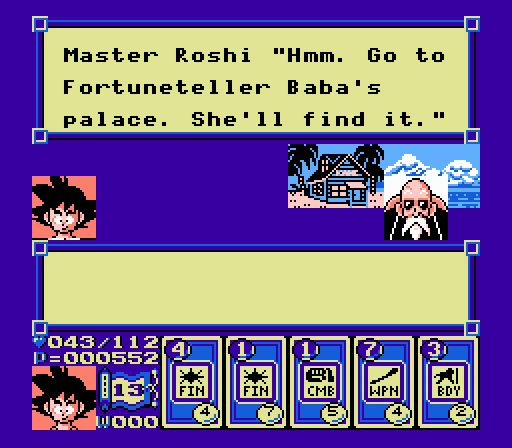 Master Roshi "Hmm. Go to
Fortuneteller Baba's
palace. She'll find it."
043/112
P=000552
13
W000
4 FIN 4
1 FIN 7
1 CMB 5
7 WPN 4
3 BDY 2